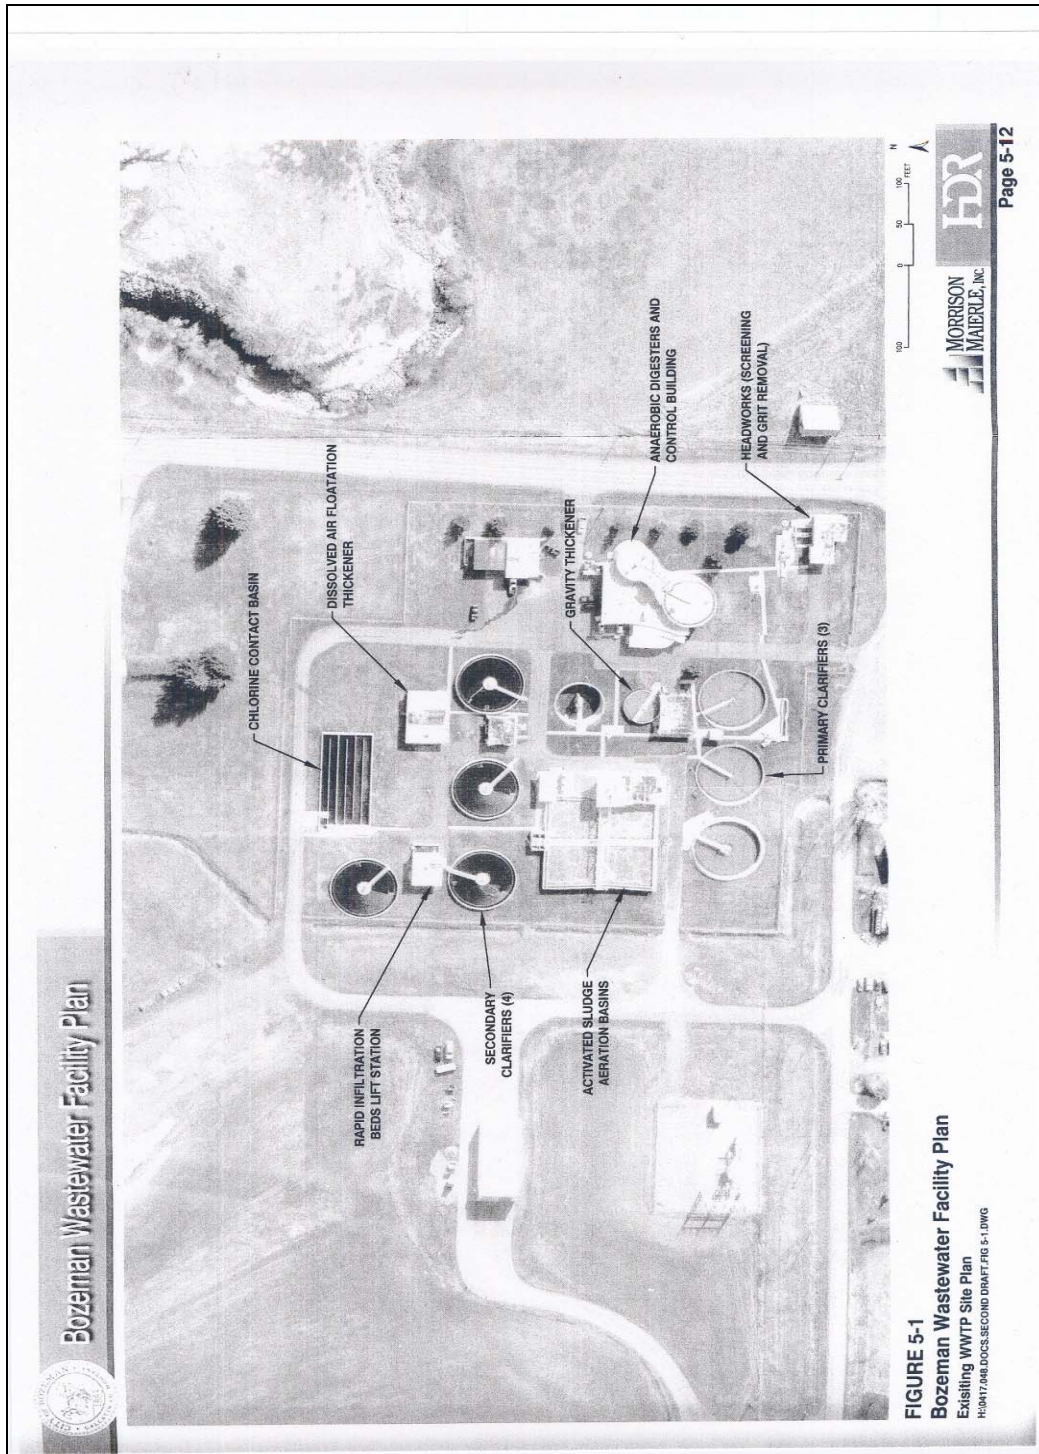 Bozeman Wastewater Facility Plan
CHLORINE CONTACT BASIN
DISSOLVED AIR FLOATATION
THICKENER
RAPID INFILTRATION
BEDS LIFT STATION
SECONDARY
CLARIFIERS (4)
ACTIVATED SLUDGE
AERATION BASINS
GRAVITY THICKENER
ANAEROBIC DIGESTERS AND
CONTROL BUILDING
HEADWORKS (SCREENING
AND GRIT REMOVAL)
PRIMARY CLARIFIERS (3)
N
100 0 50 100
FEET
FIGURE 5-1
Bozeman Wastewater Facility Plan
Exisiting WWTP Site Plan
H:\0417.048.DOCS.SECOND DRAFT.FIG 5-1.DWG
MORRISON
MAIERLE, INC.
HDR
Page 5-12